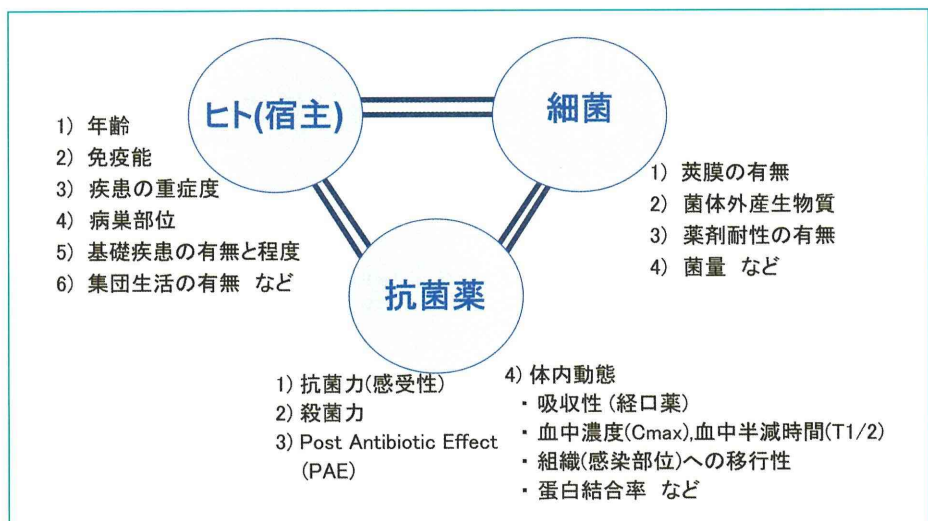 ヒト(宿主)
1) 年齢
2) 免疫能
3) 疾患の重症度
4) 病巣部位
5) 基礎疾患の有無と程度
6) 集団生活の有無 など
細菌
1) 莢膜の有無
2) 菌体外産生物質
3) 薬剤耐性の有無
4) 菌量 など
抗菌薬
1) 抗菌力(感受性)
2) 殺菌力
3) Post Antibiotic Effect
(PAE)
4) 体内動態
・ 吸収性 (経口薬)
・ 血中濃度(Cmax),血中半減時間(T1/2)
・ 組織(感染部位)への移行性
・ 蛋白結合率 など